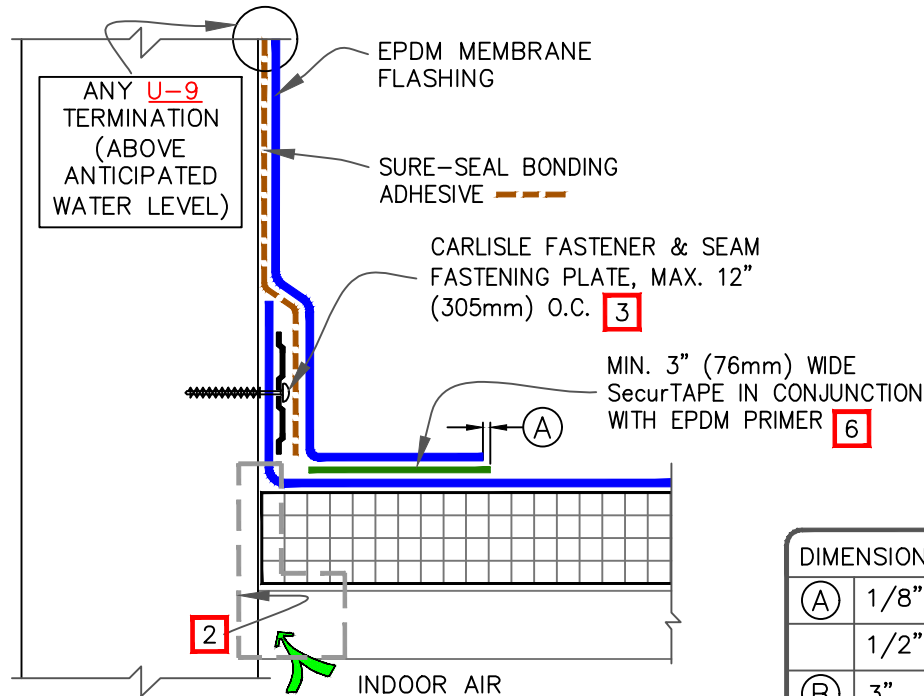 EPDM MEMBRANE
FLASHING
ANY U-9
TERMINATION
(ABOVE
ANTICIPATED
WATER LEVEL)
SURE-SEAL BONDING
ADHESIVE
CARLISLE FASTENER & SEAM
FASTENING PLATE, MAX. 12"
(305mm) O.C. 3
MIN. 3" (76mm) WIDE
SecurTAPE IN CONJUNCTION
WITH EPDM PRIMER 6
A
2
INDOOR AIR
DIMENSION
A 1/8"
1/2"
B 3"